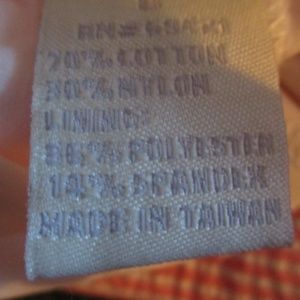 70% COTTON
30% NYLON
LINING:
86% POLYESTER
14% SPANDEX
MADE IN TAIWAN